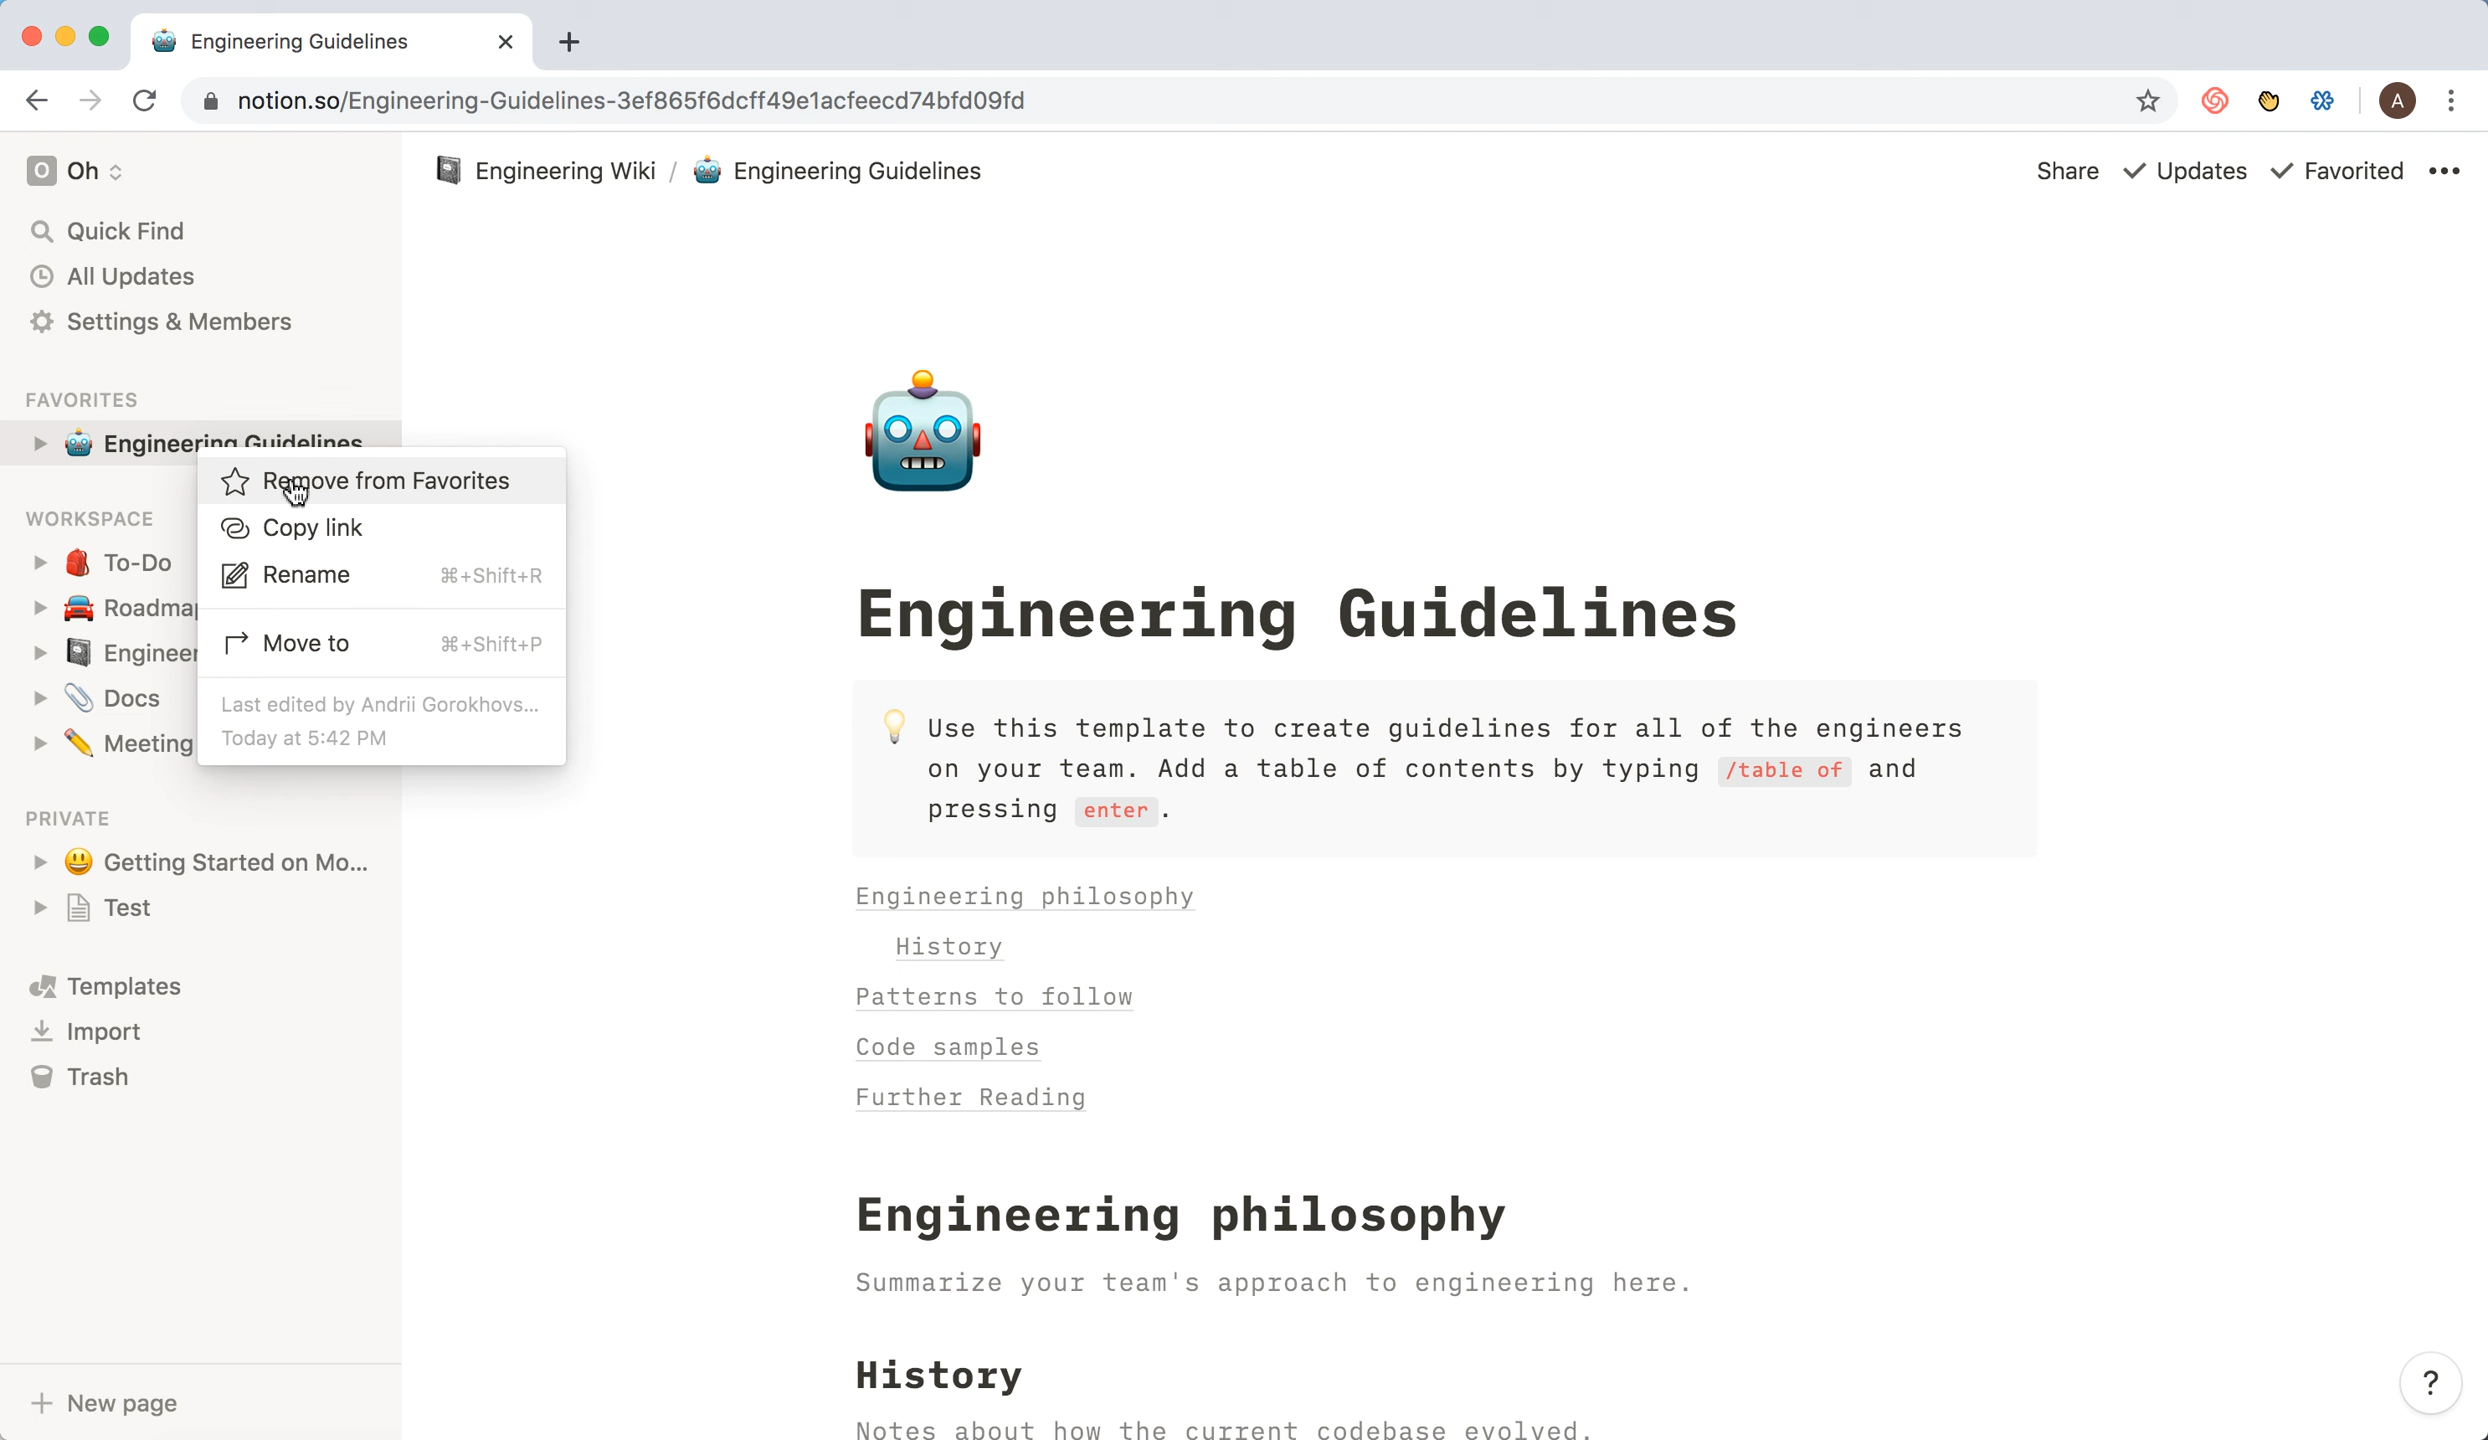 Engineering Guidelines
notion.so/Engineering-Guidelines-3ef865f6dcff49e1acfeecd74bfd09fd
A
O Oh
Engineering Wiki / Engineering Guidelines
Share Updates Favorited
Quick Find
All Updates
Settings & Members
FAVORITES
Engineering Guidelines
Remove from Favorites
Copy link
Rename ⌘+Shift+R
Move to ⌘+Shift+P
Last edited by Andrii Gorokhovs...
Today at 5:42 PM
WORKSPACE
To-Do
Roadmap
Engineer
Docs
Meeting
PRIVATE
Getting Started on Mo...
Test
Templates
Import
Trash
New page
Engineering Guidelines
Use this template to create guidelines for all of the engineers
on your team. Add a table of contents by typing /table of and
pressing enter.
Engineering philosophy
History
Patterns to follow
Code samples
Further Reading
Engineering philosophy
Summarize your team's approach to engineering here.
History
Notes about how the current codebase evolved.
?